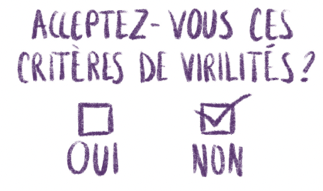 ACCEPTEZ-VOUS CES
CRITÈRES DE VIRILITÉS ?
OUI NON